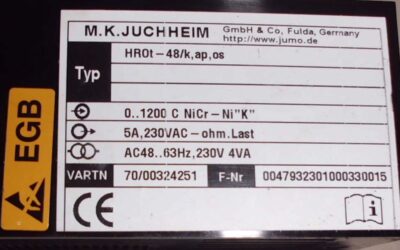 M.K.JUCHHEIM GmbH & Co, Fulda, Germany
http://www.jumo.de
Typ HROt-48/k,ap,os
0..1200 C NiCr-Ni"K"
5A,230VAC-ohm.Last
AC48..63Hz,230V 4VA
VARTN 70/00324251 F-Nr 0047932301000330015
EGB
CE
i